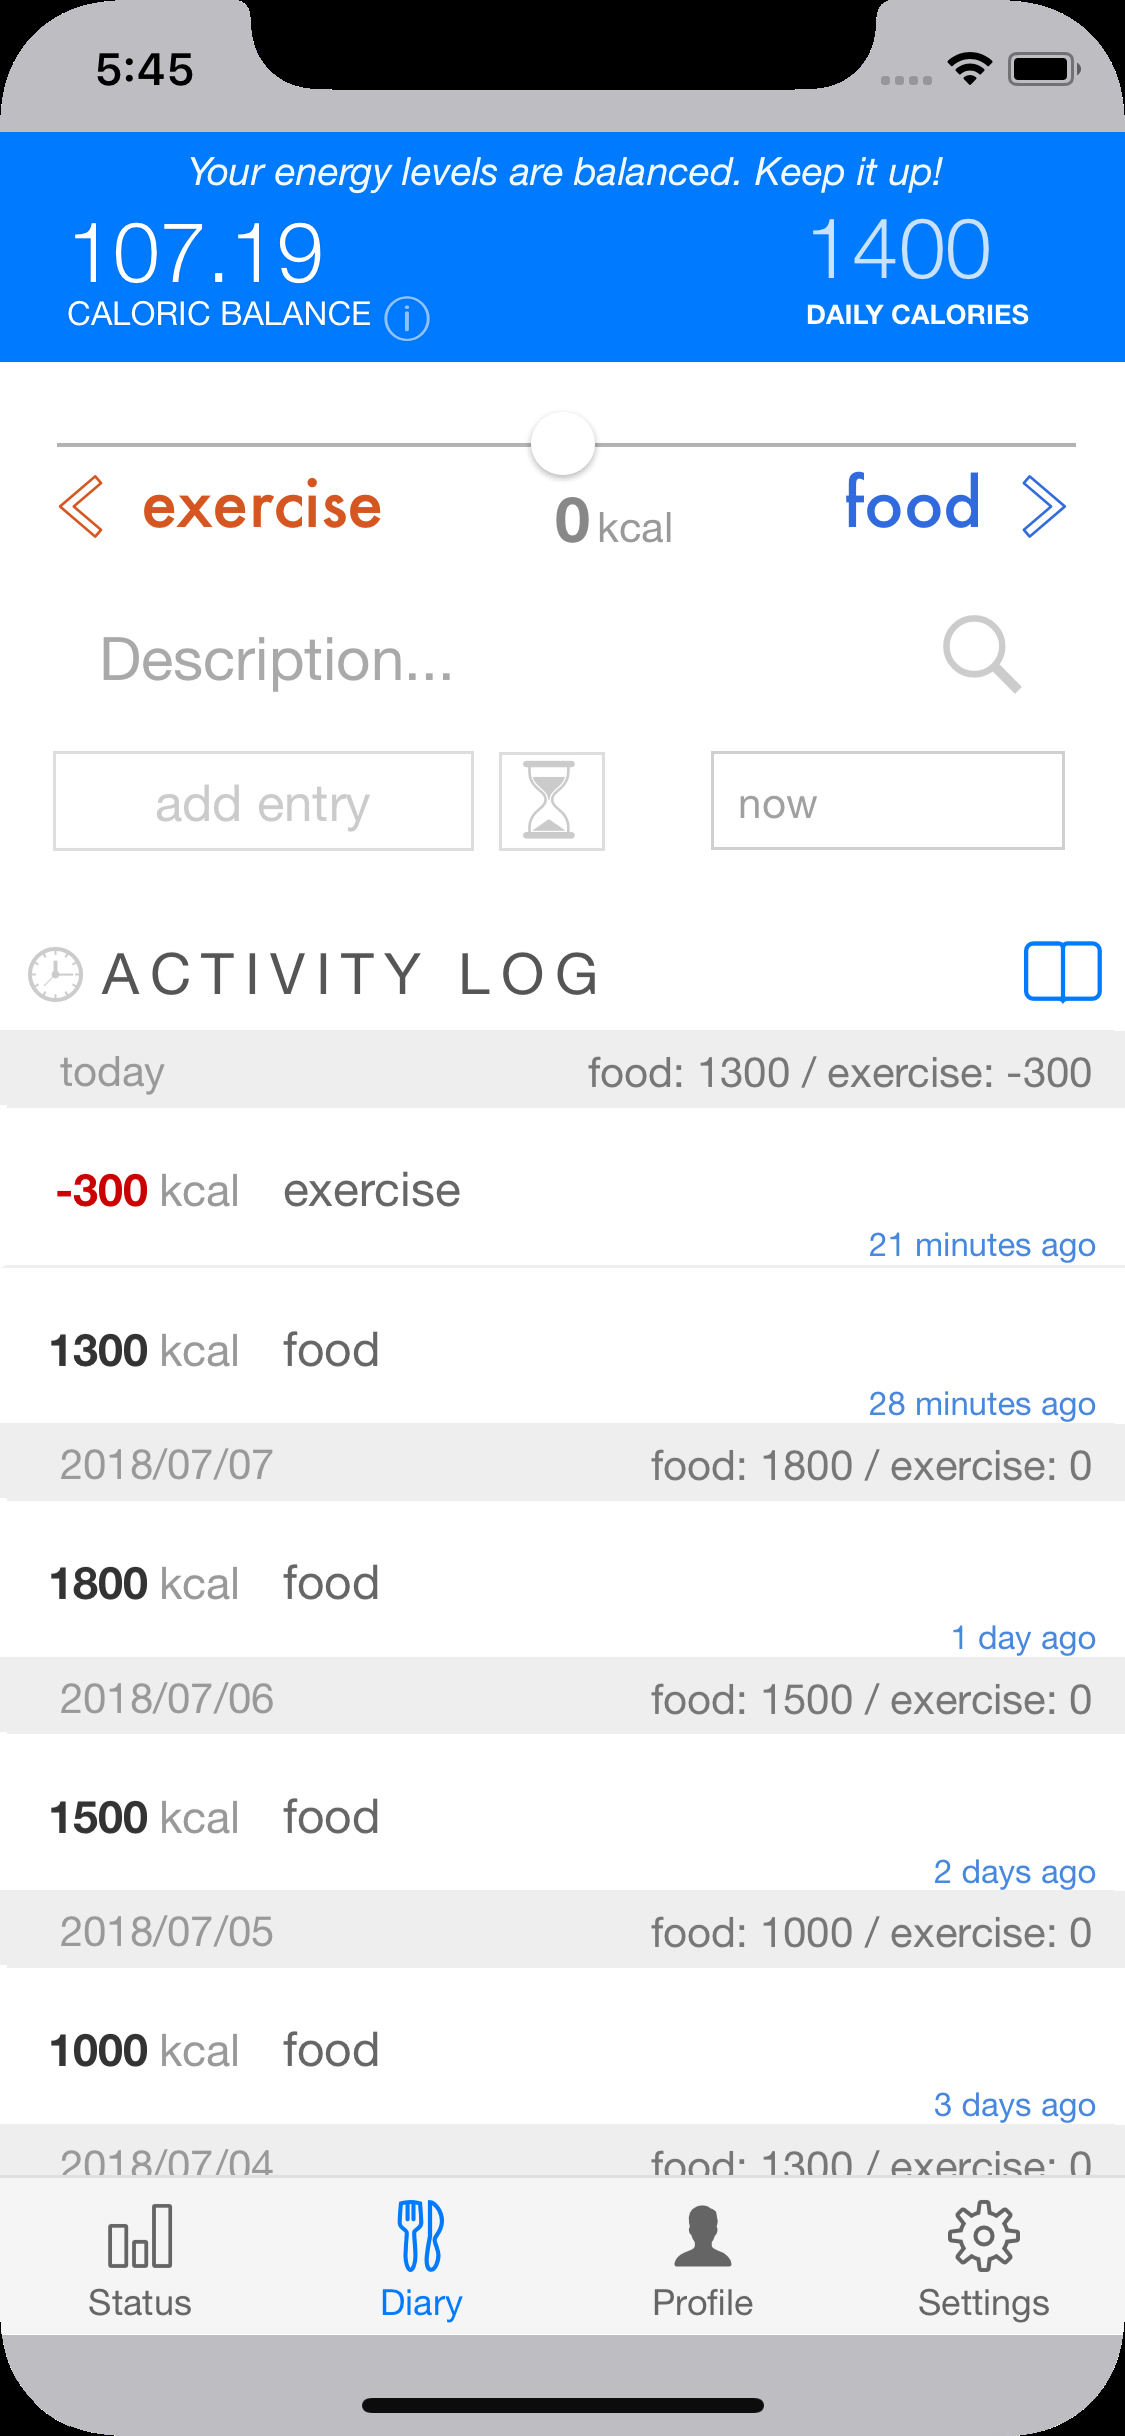 5:45
Your energy levels are balanced. Keep it up!
107.19
1400
CALORIC BALANCE i
DAILY CALORIES
exercise
0 kcal
food
Description...
add entry
now
ACTIVITY LOG
today food: 1300 / exercise: -300
-300 kcal exercise
21 minutes ago
1300 kcal food
28 minutes ago
2018/07/07 food: 1800 / exercise: 0
1800 kcal food
1 day ago
2018/07/06 food: 1500 / exercise: 0
1500 kcal food
2 days ago
2018/07/05 food: 1000 / exercise: 0
1000 kcal food
3 days ago
2018/07/04 food: 1300 / exercise: 0
Status Diary Profile Settings